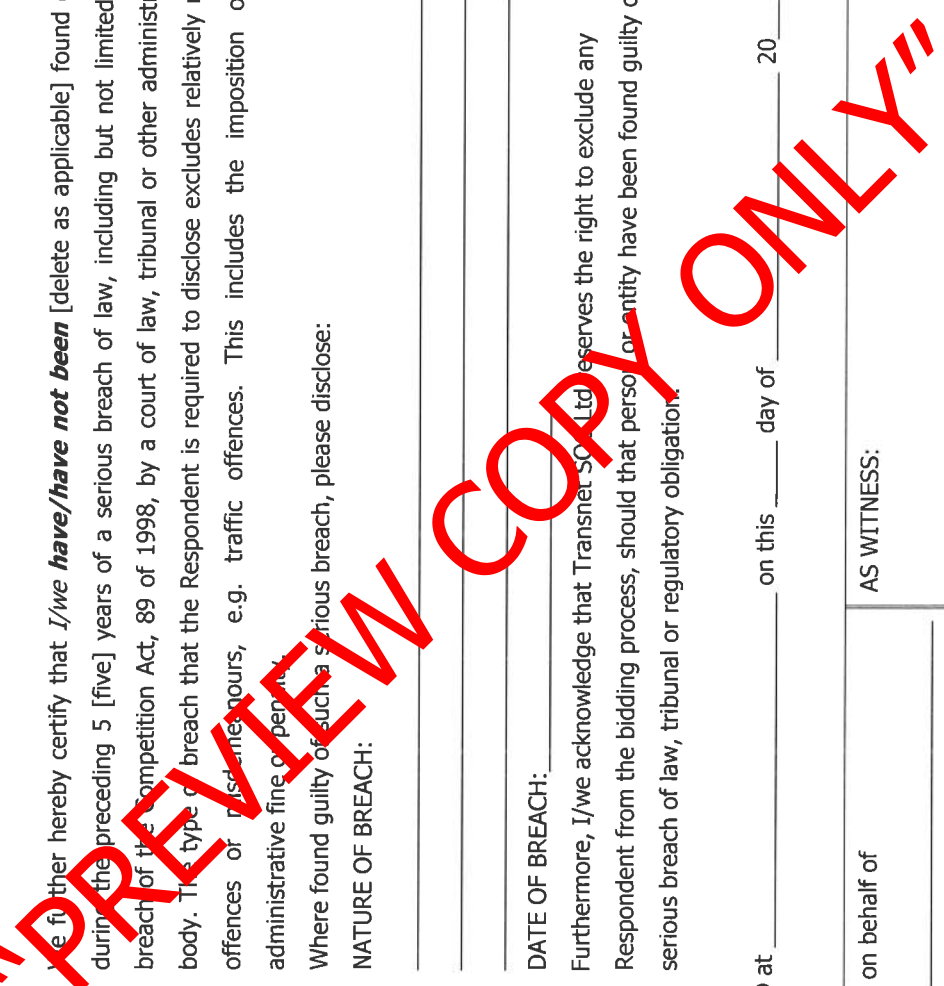 further hereby certify that I/we have/have not been [delete as applicable] found
during the preceding 5 [five] years of a serious breach of law, including but not limited
breach of the Competition Act, 89 of 1998, by a court of law, tribunal or other
body. The type of breach that the Respondent is required to disclose excludes relatively
offences or misdemeanours, e.g. traffic offences. This includes the imposition
administrative fine or penalty.
Where found guilty of such a serious breach, please disclose:
NATURE OF BREACH:
DATE OF BREACH:
Furthermore, I/we acknowledge that Transnet SOC Ltd reserves the right to exclude any
Respondent from the bidding process, should that person or entity have been found guilty
serious breach of law, tribunal or regulatory obligation.
at on this day of 20
AS WITNESS:
on behalf of
"PREVIEW COPY ONLY"